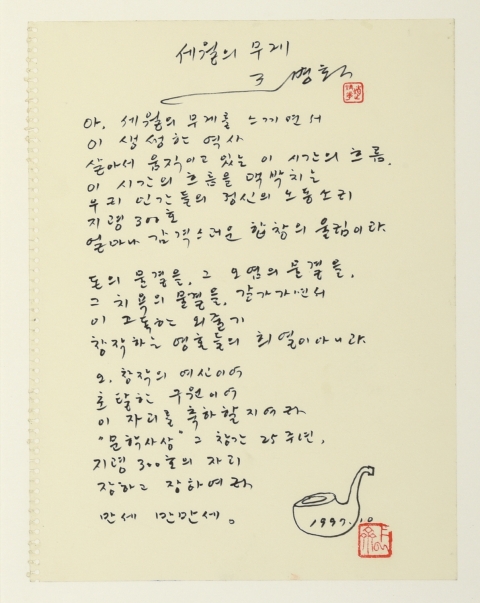 세월의 무게
조병화
아, 세월의 무게를 느끼면서
이 생생한 역사
살아서 움직이고 있는 이 시간의 흐름,
이 시간의 흐름을 맥박치는
우리 인간들의 정신의 노동소리
지령 300호
얼마나 감격스러운 합창의 울림이랴.
돈의 물결을, 그 오염의 물결을,
그 치욕의 물결을, 갈가가면서
이 고독한 외줄기
창작하는 영혼들의 희열이 아니랴.
오, 창작의 여신이여
초탈한 구원이여
이 자리를 축하할지어라
"문학사상" 그 창간 25주년,
지령 300호의 자리
장하고 장하여라
만세 만만세.
1997.10